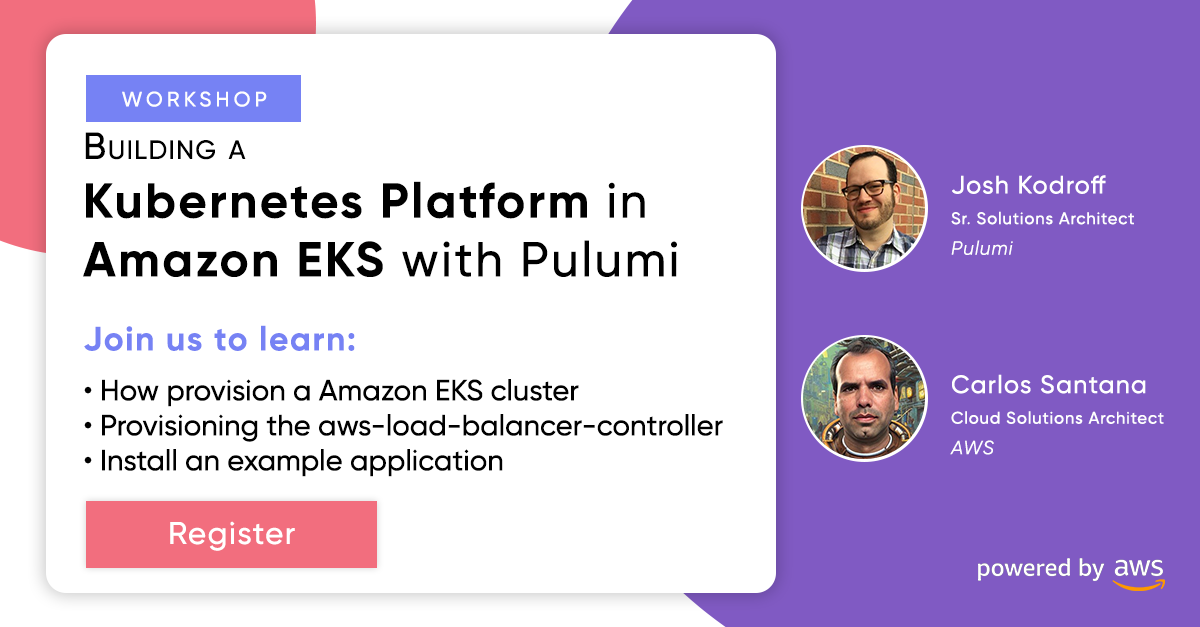 WORKSHOP
Building a
Kubernetes Platform in
Amazon EKS with Pulumi
Join us to learn:
• How provision a Amazon EKS cluster
• Provisioning the aws-load-balancer-controller
• Install an example application
Register
Josh Kodroff
Sr. Solutions Architect
Pulumi
Carlos Santana
Cloud Solutions Architect
AWS
powered by aws